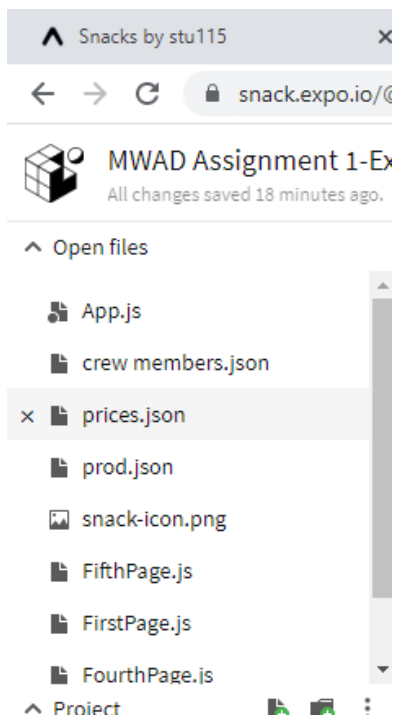 Snacks by stu115
snack.expo.io/@
MWAD Assignment 1-Ex
All changes saved 18 minutes ago.
Open files
App.js
crew members.json
prices.json
prod.json
snack-icon.png
FifthPage.js
FirstPage.js
FourthPage.js
Project